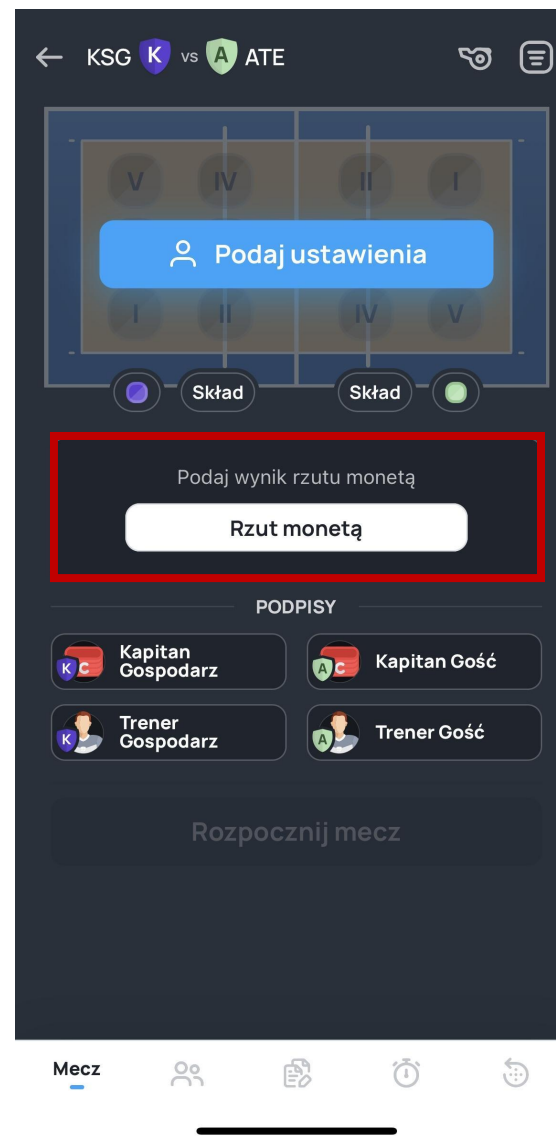 KSG K vs A ATE
V IV II I
Podaj ustawienia
I II IV V
Skład Skład
Podaj wynik rzutu monetą
Rzut monetą
PODPISY
K C Kapitan Gospodarz
A C Kapitan Gość
K Trener Gospodarz
A Trener Gość
Rozpocznij mecz
Mecz